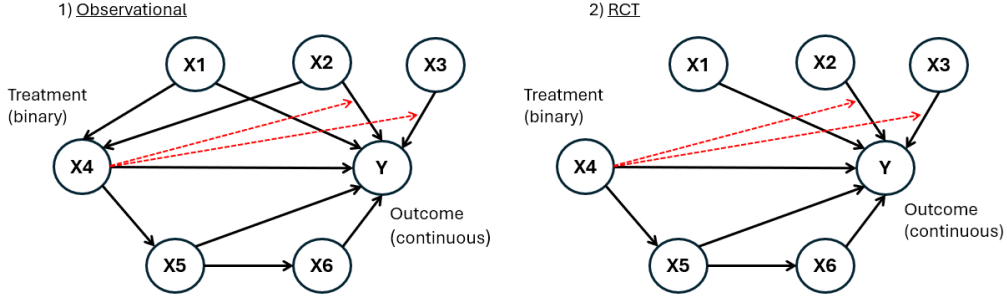 1) Observational
X1
X2
X3
Treatment
(binary)
X4
Y
Outcome
(continuous)
X5
X6
2) RCT
X1
X2
X3
Treatment
(binary)
X4
Y
Outcome
(continuous)
X5
X6